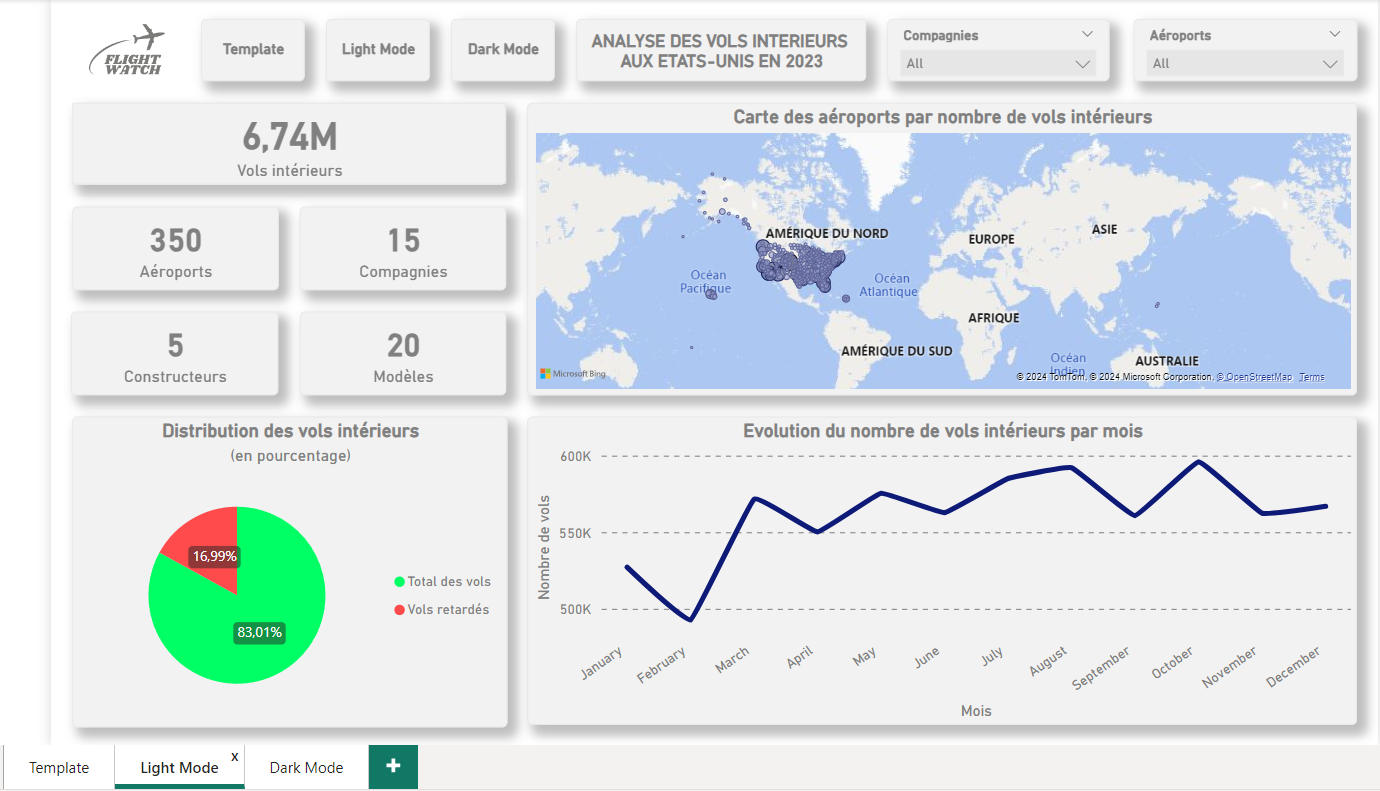 FLIGHT
WATCH
Template
Light Mode
Dark Mode
ANALYSE DES VOLS INTERIEURS
AUX ETATS-UNIS EN 2023
Compagnies
All
Aéroports
All
6,74M
Vols intérieurs
350
Aéroports
15
Compagnies
5
Constructeurs
20
Modèles
Carte des aéroports par nombre de vols intérieurs
AMÉRIQUE DU NORD
EUROPE
ASIE
Océan
Pacifique
Océan
Atlantique
AFRIQUE
AMÉRIQUE DU SUD
Océan
Indien
AUSTRALIE
Microsoft Bing
© 2024 TomTom, © 2024 Microsoft Corporation, © OpenStreetMap Terms
Distribution des vols intérieurs
(en pourcentage)
16,99%
83,01%
Total des vols
Vols retardés
Evolution du nombre de vols intérieurs par mois
Nombre de vols
600K
550K
500K
January
February
March
April
May
June
July
August
September
October
November
December
Mois
Template
Light Mode
x
Dark Mode
+